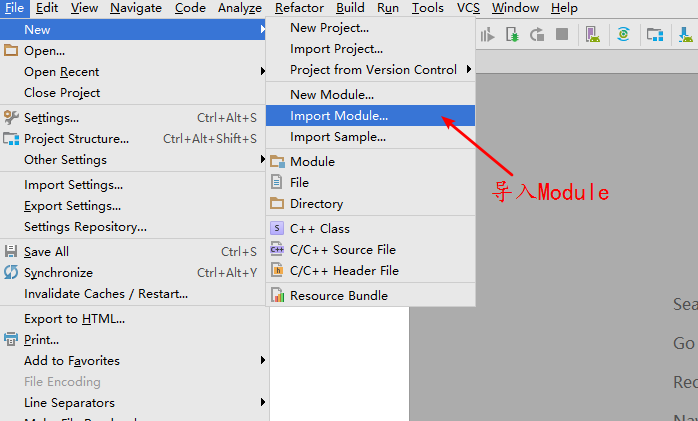 File Edit View Navigate Code Analyze Refactor Build Run Tools VCS Window Help
New
Open...
Open Recent
Close Project
Settings... Ctrl+Alt+S
Project Structure... Ctrl+Alt+Shift+S
Other Settings
Import Settings...
Export Settings...
Settings Repository...
Save All Ctrl+S
Synchronize Ctrl+Alt+Y
Invalidate Caches / Restart...
Export to HTML...
Print...
Add to Favorites
File Encoding
Line Separators
New Project...
Import Project...
Project from Version Control
New Module...
Import Module...
Import Sample...
Module
File
Directory
C++ Class
C/C++ Source File
C/C++ Header File
Resource Bundle
导入Module
Sea
Go
Rec